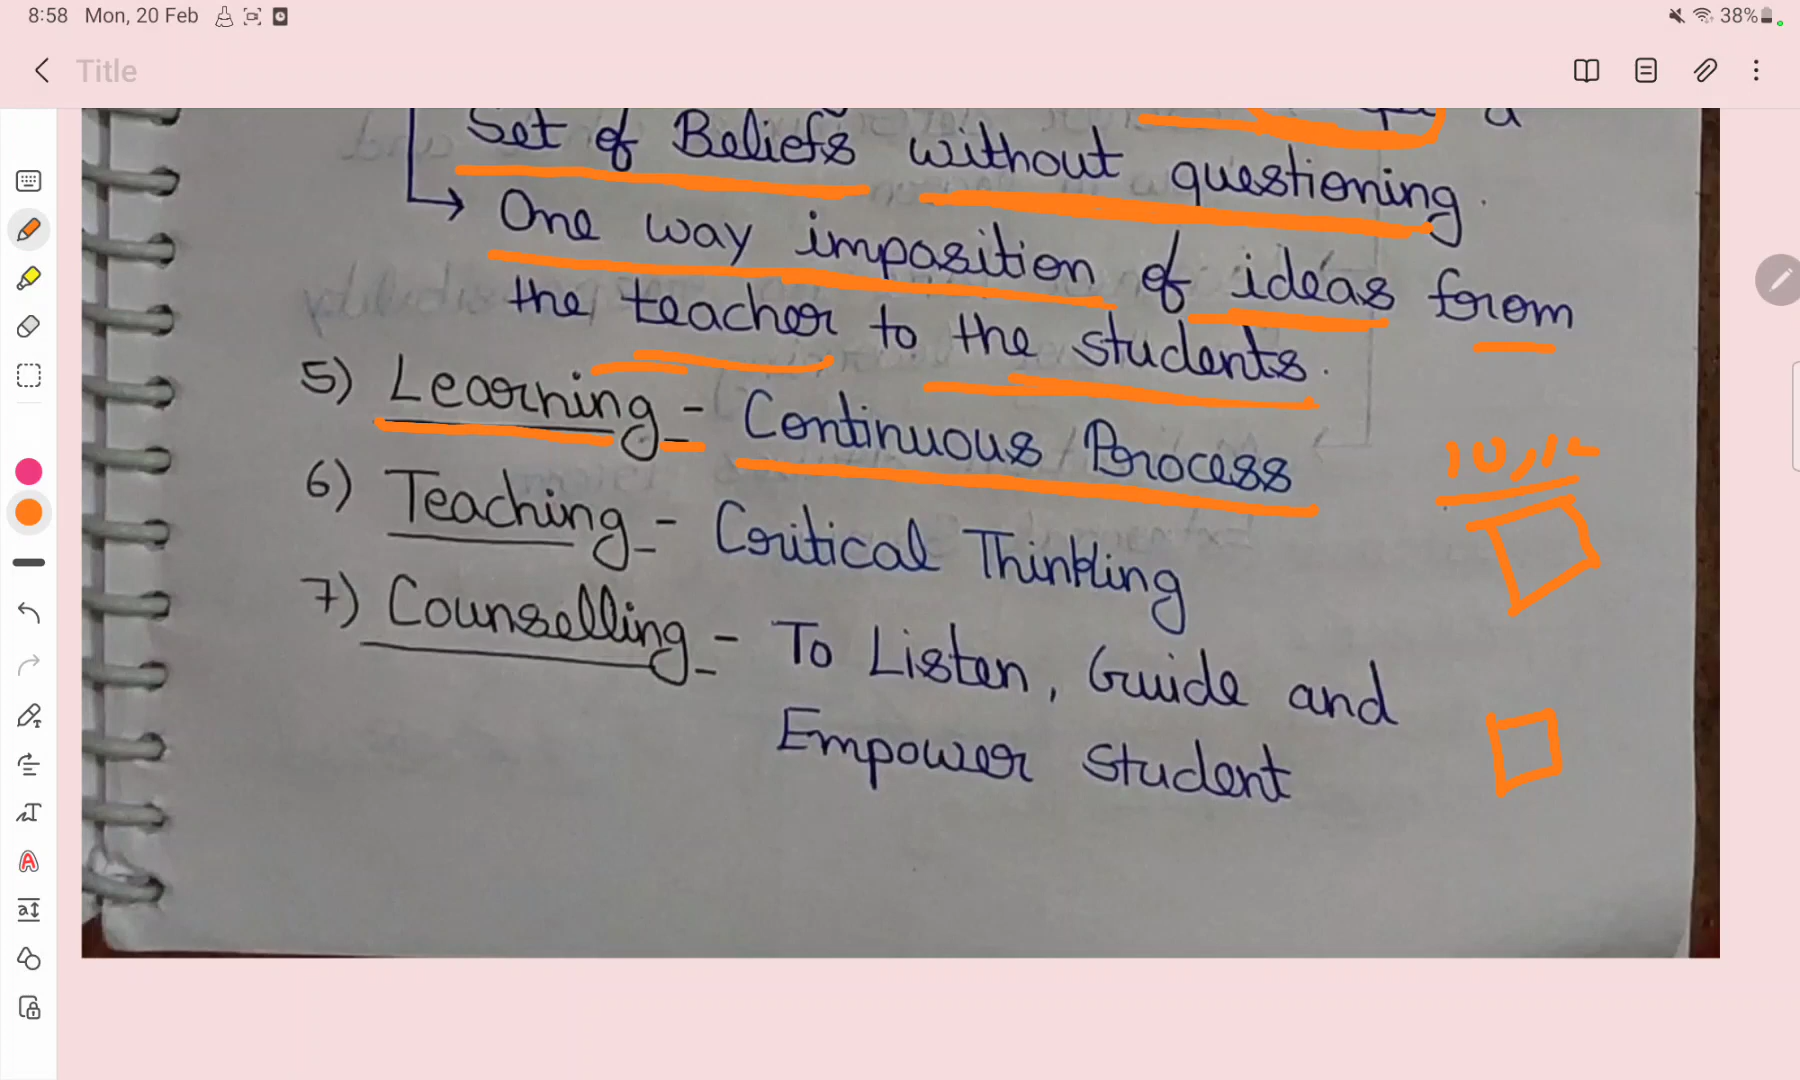 8:58 Mon, 20 Feb
38%
Title
a
Set of Beliefs without questioning.
One way imposition of ideas from
the teacher to the students.
5) Learning - Continuous Process
10, 12
6) Teaching - Critical Thinking
7) Counselling - To Listen, Guide and
Empower Student